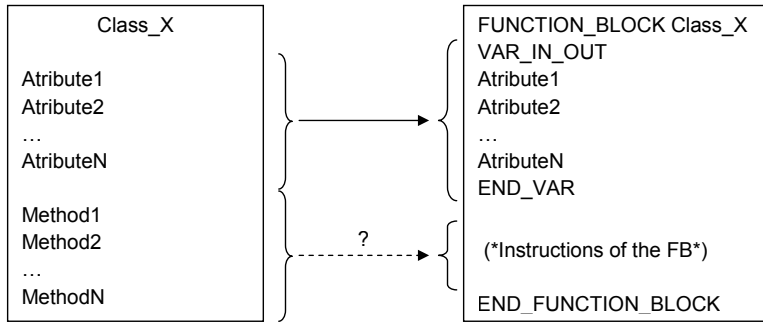 Class_X
Atribute1
Atribute2
…
AtributeN
Method1
Method2
…
MethodN
?
FUNCTION_BLOCK Class_X
VAR_IN_OUT
Atribute1
Atribute2
…
AtributeN
END_VAR
(*Instructions of the FB*)
END_FUNCTION_BLOCK